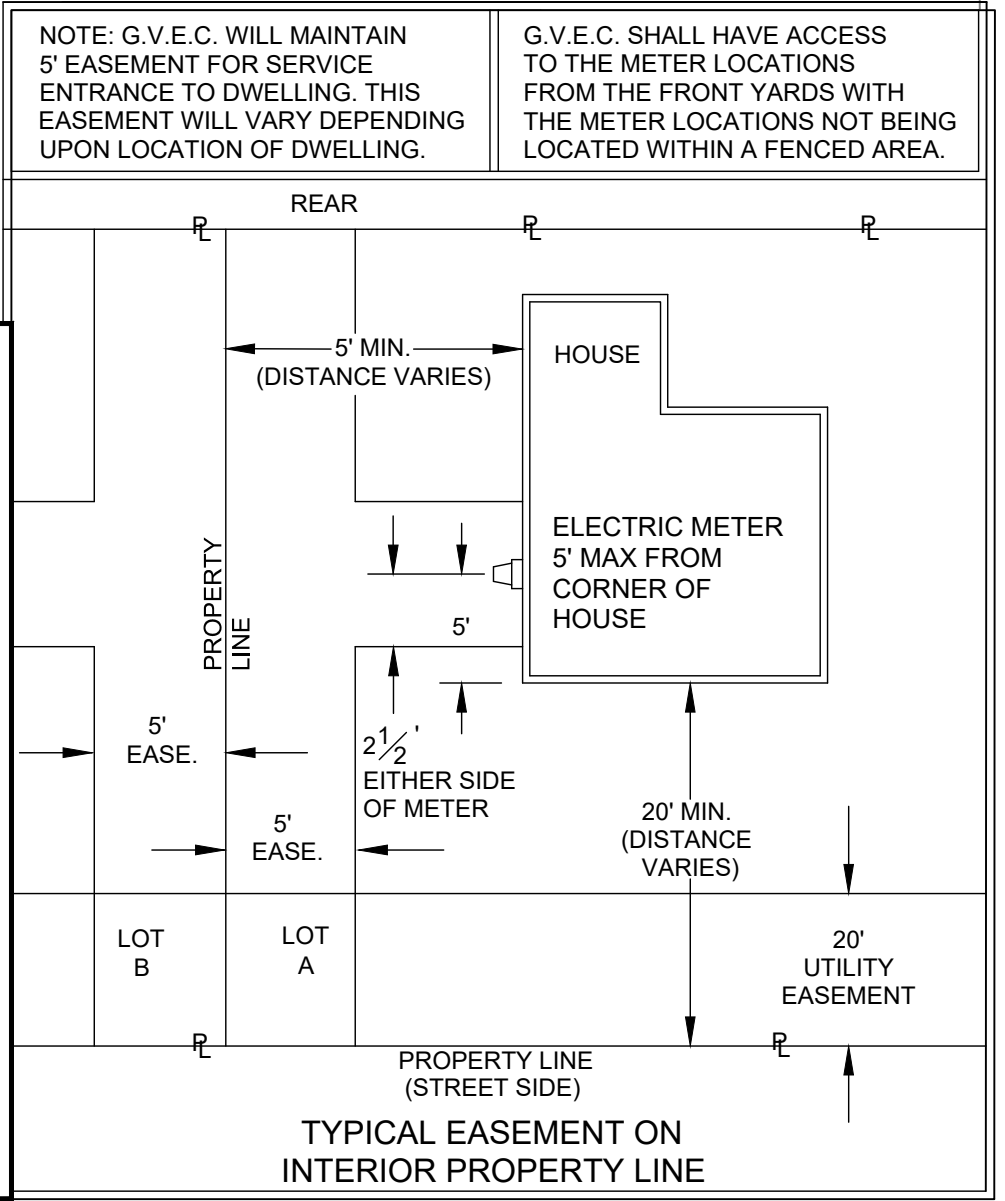 NOTE: G.V.E.C. WILL MAINTAIN
5' EASEMENT FOR SERVICE
ENTRANCE TO DWELLING. THIS
EASEMENT WILL VARY DEPENDING
UPON LOCATION OF DWELLING.
G.V.E.C. SHALL HAVE ACCESS
TO THE METER LOCATIONS
FROM THE FRONT YARDS WITH
THE METER LOCATIONS NOT BEING
LOCATED WITHIN A FENCED AREA.
REAR
PL
PL
PL
5' MIN.
(DISTANCE VARIES)
HOUSE
ELECTRIC METER
5' MAX FROM
CORNER OF
HOUSE
PROPERTY
LINE
5'
5'
EASE.
2 1/2 '
EITHER SIDE
OF METER
5'
EASE.
20' MIN.
(DISTANCE
VARIES)
LOT
B
LOT
A
20'
UTILITY
EASEMENT
PL
PL
PROPERTY LINE
(STREET SIDE)
TYPICAL EASEMENT ON
INTERIOR PROPERTY LINE